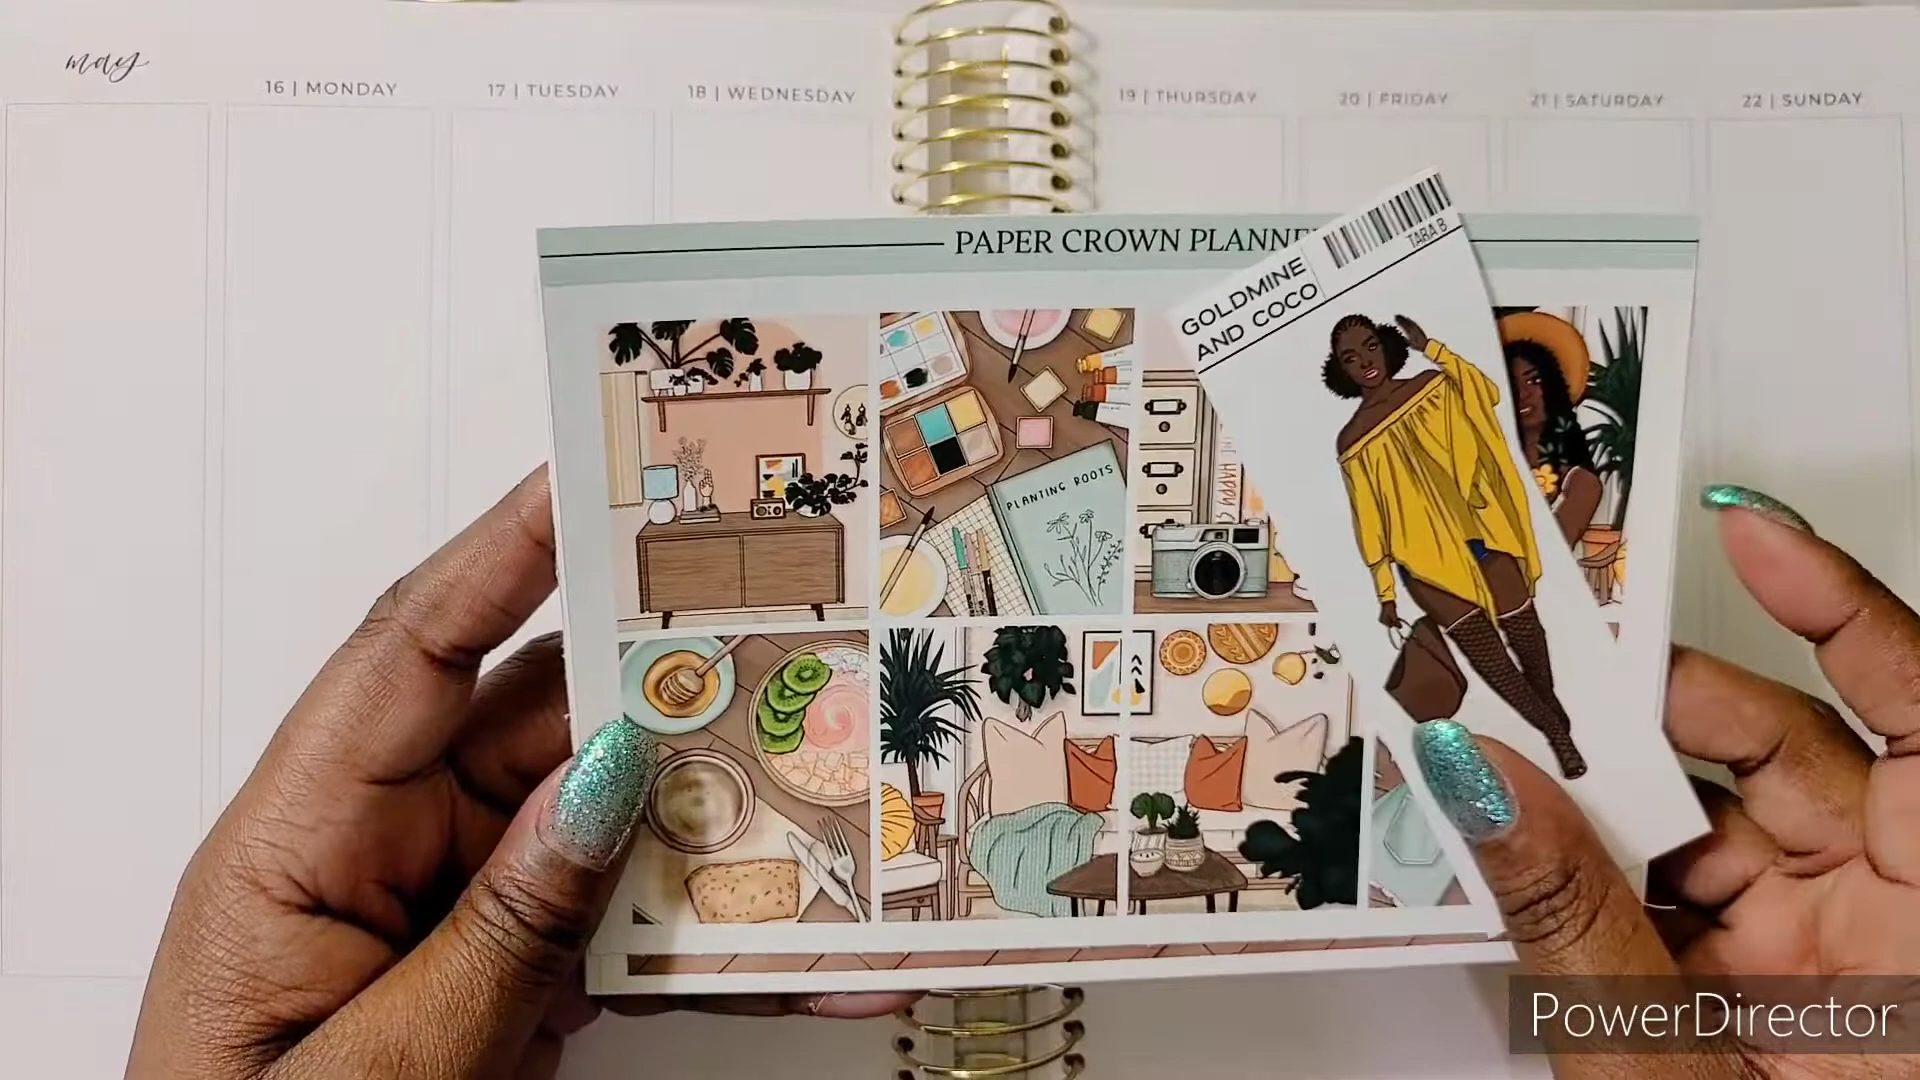 may
16 | MONDAY
17 | TUESDAY
18 | WEDNESDAY
19 | THURSDAY
20 | FRIDAY
21 | SATURDAY
22 | SUNDAY
PAPER CROWN PLANNE
GOLDMINE
AND COCO
TARA B
PLANTING ROOTS
HAPPY
PowerDirector